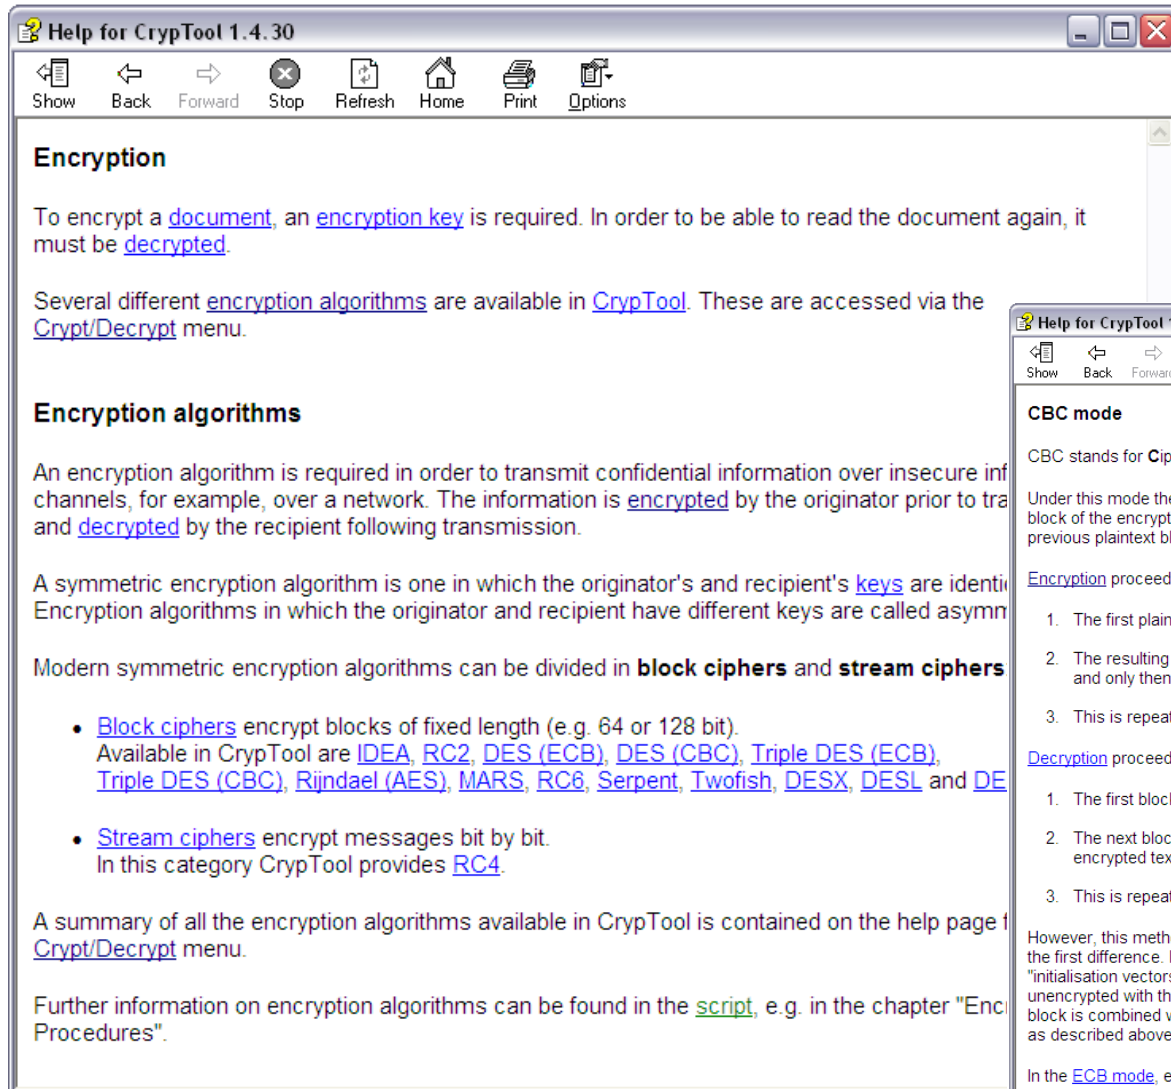 Help for CrypTool 1.4.30
Show Back Forward Stop Refresh Home Print Options
Encryption
To encrypt a document, an encryption key is required. In order to be able to read the document again, it
must be decrypted.
Several different encryption algorithms are available in CrypTool. These are accessed via the
Crypt/Decrypt menu.
Encryption algorithms
An encryption algorithm is required in order to transmit confidential information over insecure inf
channels, for example, over a network. The information is encrypted by the originator prior to tra
and decrypted by the recipient following transmission.
A symmetric encryption algorithm is one in which the originator's and recipient's keys are identi
Encryption algorithms in which the originator and recipient have different keys are called asymm
Modern symmetric encryption algorithms can be divided in block ciphers and stream ciphers
• Block ciphers encrypt blocks of fixed length (e.g. 64 or 128 bit).
Available in CrypTool are IDEA, RC2, DES (ECB), DES (CBC), Triple DES (ECB),
Triple DES (CBC), Rijndael (AES), MARS, RC6, Serpent, Twofish, DESX, DESL and DE
• Stream ciphers encrypt messages bit by bit.
In this category CrypTool provides RC4.
A summary of all the encryption algorithms available in CrypTool is contained on the help page f
Crypt/Decrypt menu.
Further information on encryption algorithms can be found in the script, e.g. in the chapter "Enc
Procedures".
Help for CrypTool
Show Back Forwar
CBC mode
CBC stands for Cip
Under this mode the
block of the encrypt
previous plaintext bl
Encryption proceed
1. The first plain
2. The resulting
and only then
3. This is repeat
Decryption proceed
1. The first block
2. The next bloc
encrypted tex
3. This is repeat
However, this meth
the first difference.
"initialisation vectors
unencrypted with th
block is combined w
as described above
In the ECB mode, e